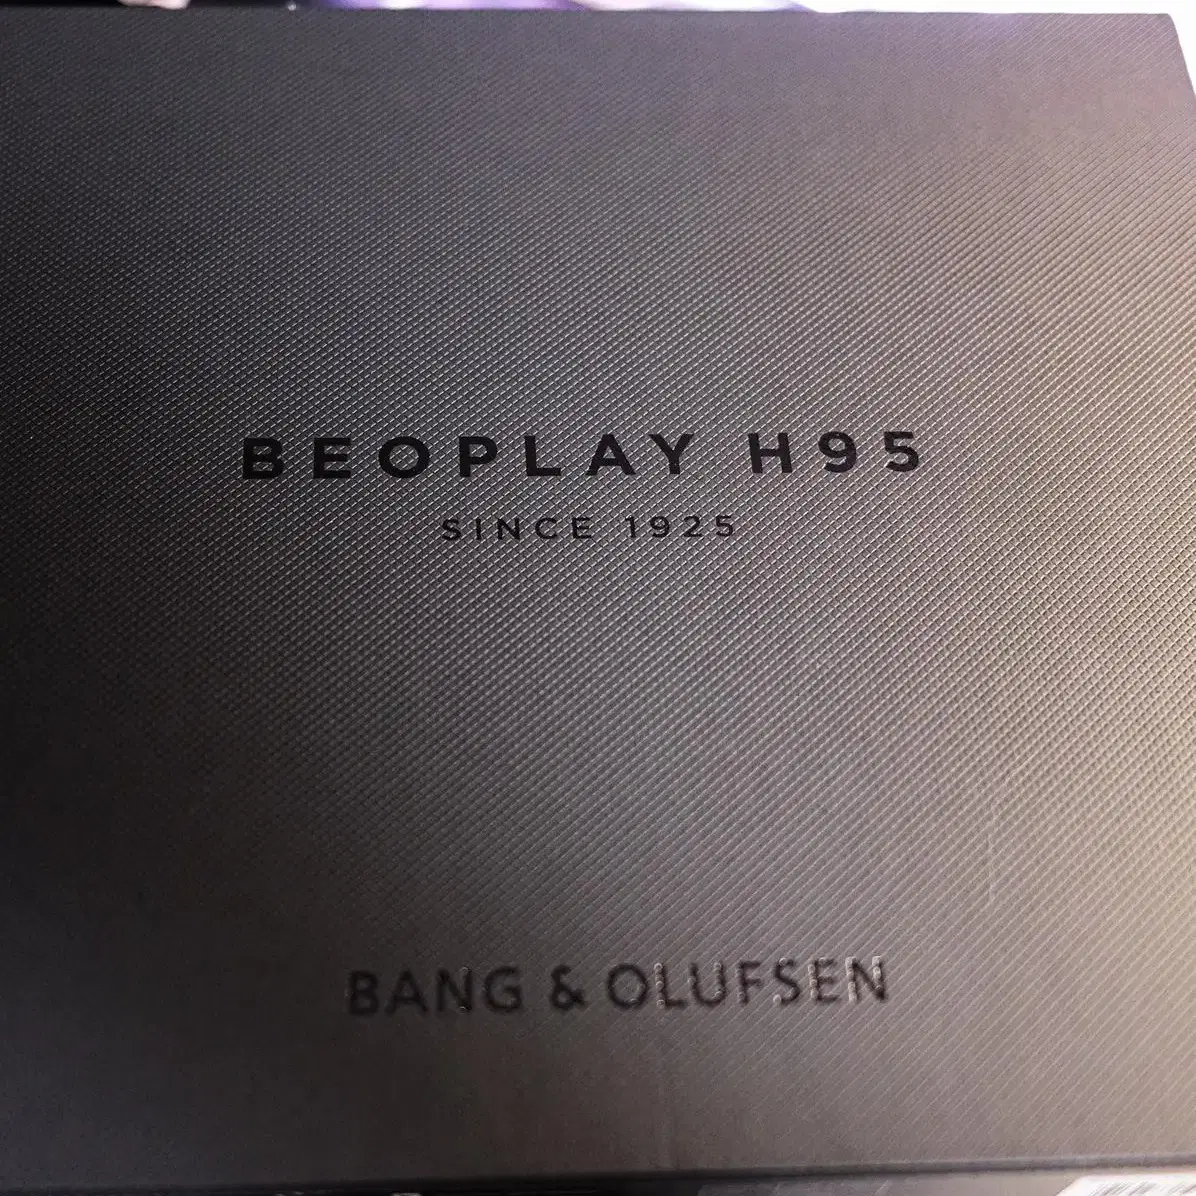 BEOPLAY H95
SINCE 1925
BANG & OLUFSEN